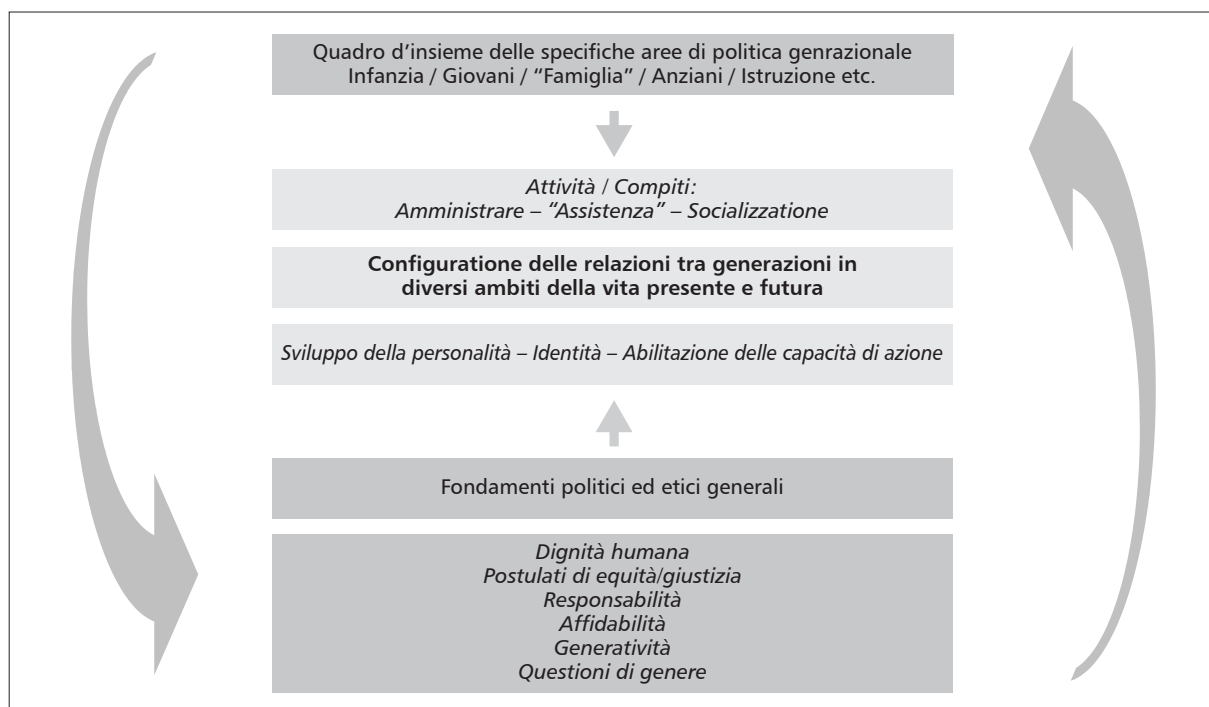 Quadro d’insieme delle specifiche aree di politica genrazionale
Infanzia / Giovani / “Famiglia” / Anziani / Istruzione etc.
Attività / Compiti:
Amministrare – “Assistenza” – Socializzatione
Configuratione delle relazioni tra generazioni in
diversi ambiti della vita presente e futura
Sviluppo della personalità – Identità – Abilitazione delle capacità di azione
Fondamenti politici ed etici generali
Dignità humana
Postulati di equità/giustizia
Responsabilità
Affidabilità
Generatività
Questioni di genere